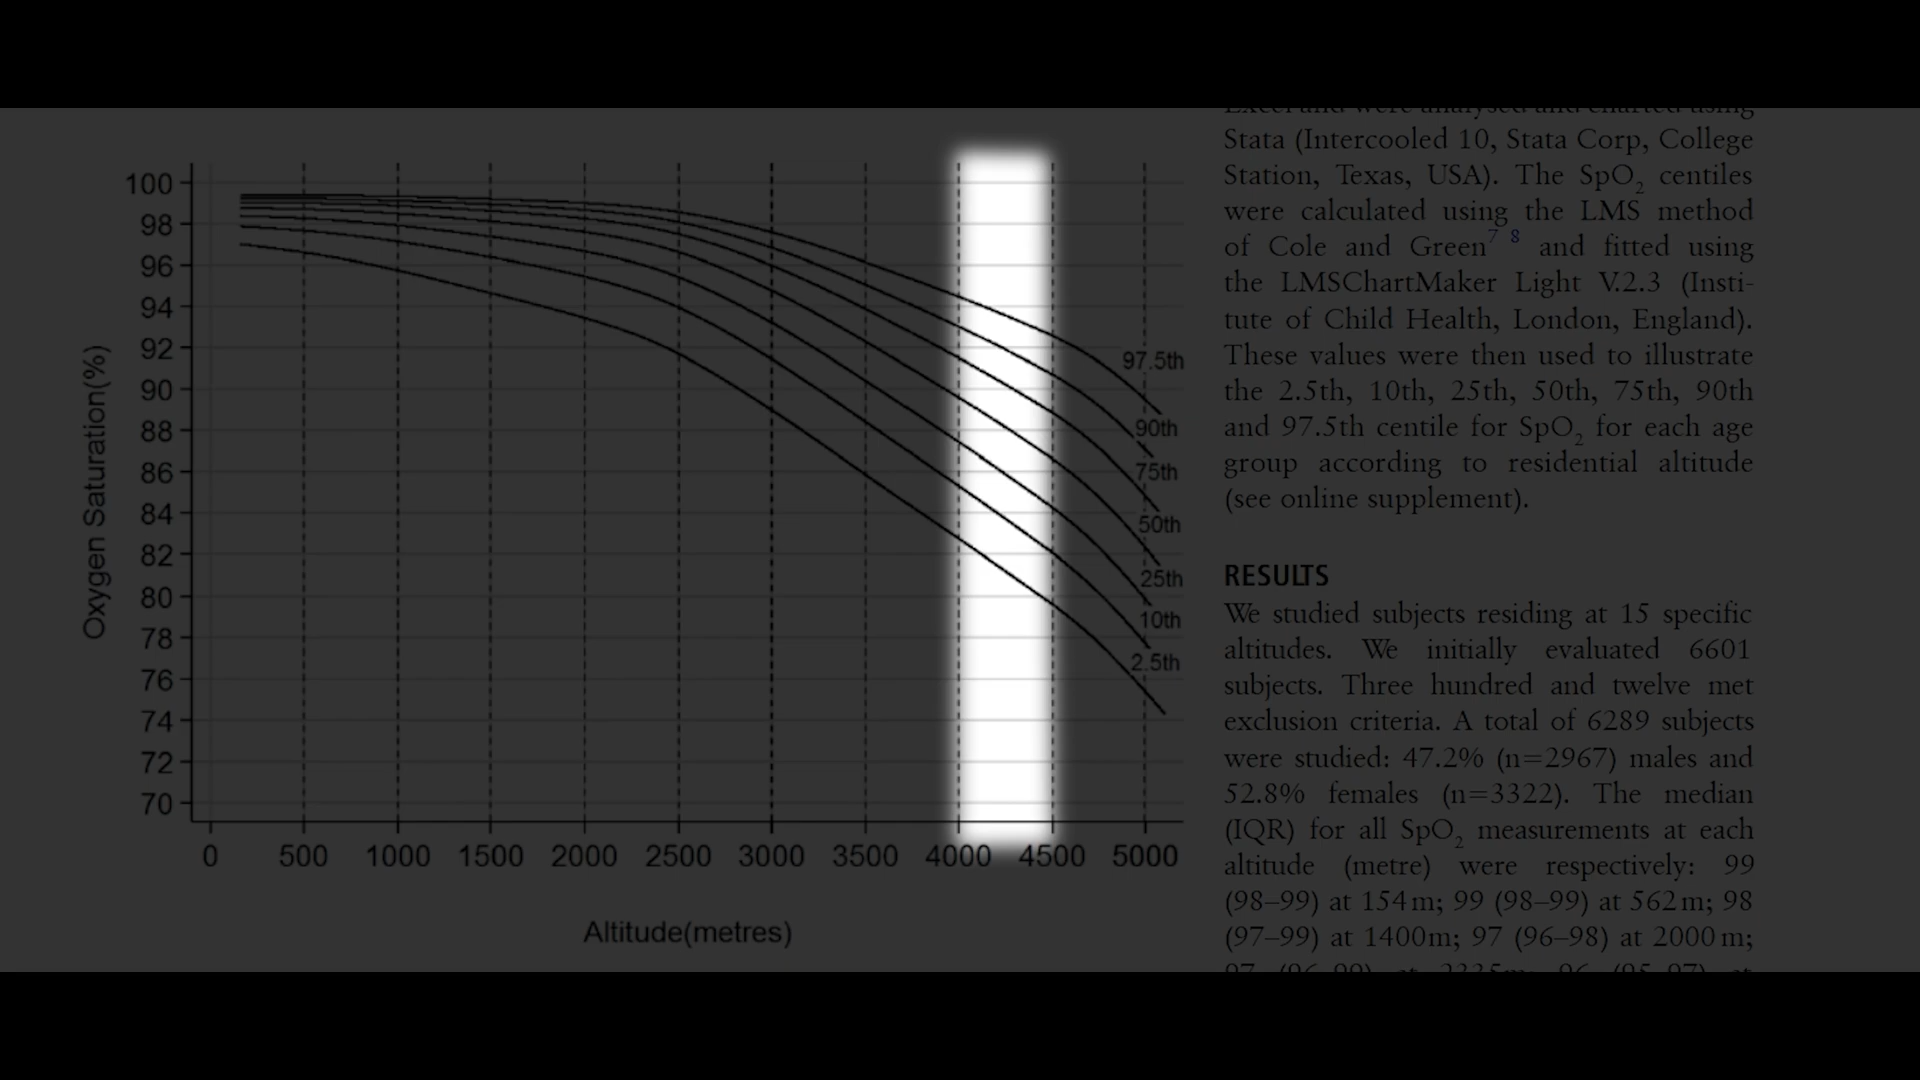 100
98
96
94
92
90
88
86
84
82
80
78
76
74
72
70
Oxygen Saturation(%)
97.5th
90th
75th
50th
25th
10th
2.5th
0 500 1000 1500 2000 2500 3000 3500 4000 4500 5000
Altitude(metres)
Excel and were analysed and charted using
Stata (Intercooled 10, Stata Corp, College
Station, Texas, USA). The SpO2 centiles
were calculated using the LMS method
of Cole and Green7 8 and fitted using
the LMSChartMaker Light V.2.3 (Insti-
tute of Child Health, London, England).
These values were then used to illustrate
the 2.5th, 10th, 25th, 50th, 75th, 90th
and 97.5th centile for SpO2 for each age
group according to residential altitude
(see online supplement).
RESULTS
We studied subjects residing at 15 specific
altitudes. We initially evaluated 6601
subjects. Three hundred and twelve met
exclusion criteria. A total of 6289 subjects
were studied: 47.2% (n=2967) males and
52.8% females (n=3322). The median
(IQR) for all SpO2 measurements at each
altitude (metre) were respectively: 99
(98–99) at 154m; 99 (98–99) at 562m; 98
(97–99) at 1400m; 97 (96–98) at 2000m;